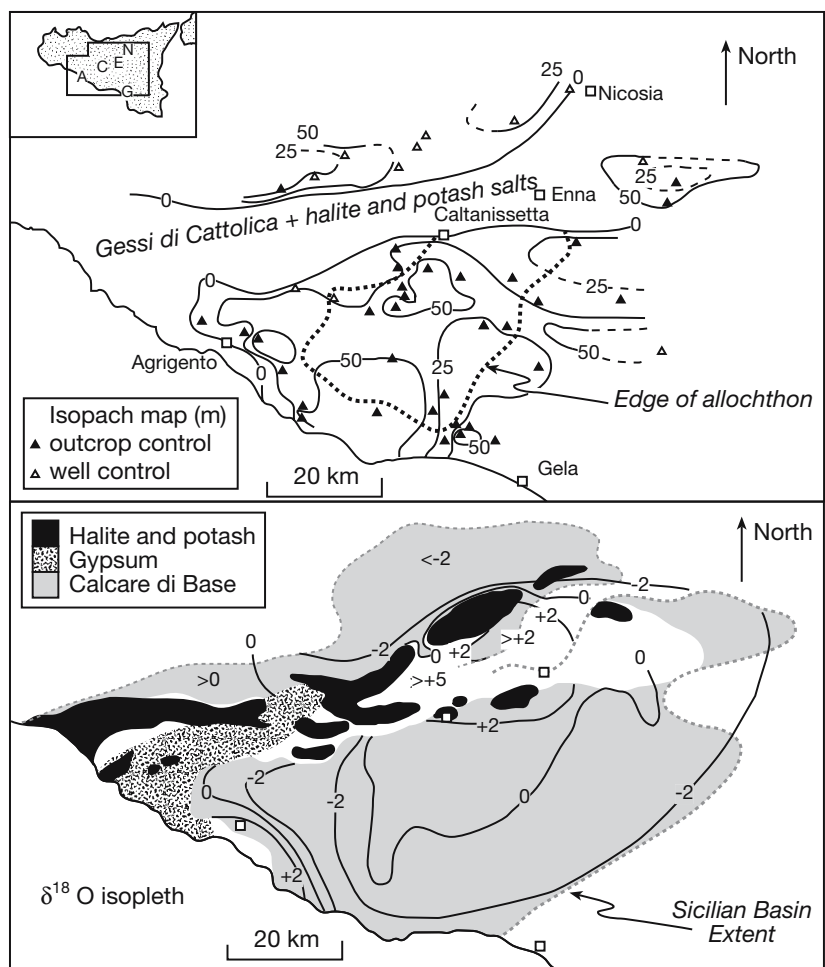 N
C E
A
G
North
25 0
Nicosia
50
25
0
Gessi di Cattolica + halite and potash salts
Enna
Caltanissetta
25
50
0
0
25
50
50
50
25
Agrigento
0
Edge of allochthon
50
Isopach map (m)
outcrop control
well control
20 km
Gela
Halite and potash
Gypsum
Calcare di Base
North
<-2
-2
0
+2
>+2
0
-2
0
+2
0
>0
>+5
+2
-2
0
-2
0
-2
+2
δ18 O isopleth
20 km
Sicilian Basin
Extent